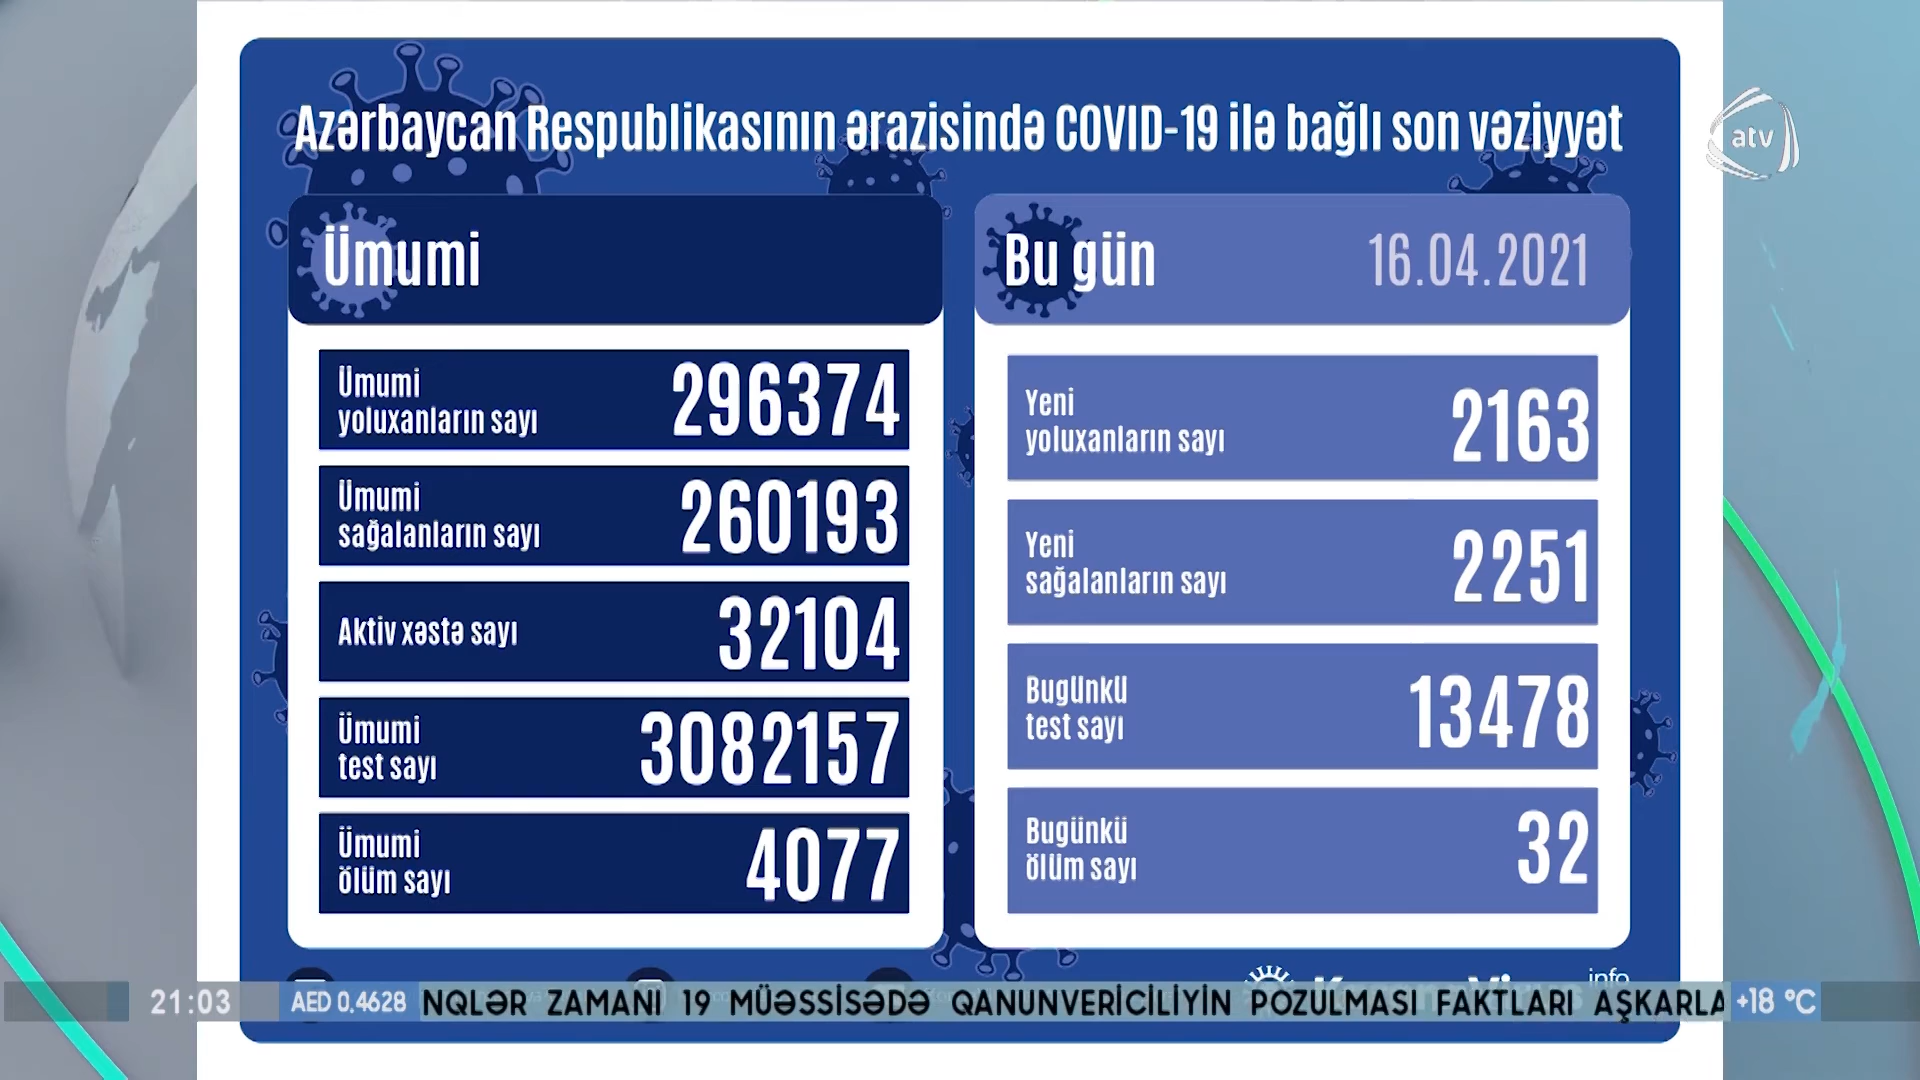 Azərbaycan Respublikasının ərazisində COVID-19 ilə bağlı son vəziyyət
atv
Ümumi
Ümumi
yoluxanların sayı
296374
Ümumi
sağalanların sayı
260193
Aktiv xəstə sayı
32104
Ümumi
test sayı
3082157
Ümumi
ölüm sayı
4077
Bu gün
16.04.2021
Yeni
yoluxanların sayı
2163
Yeni
sağalanların sayı
2251
Bugünkü
test sayı
13478
Bugünkü
ölüm sayı
32
info
21:03
AED 0.4628
NQLƏR ZAMANI 19 MÜƏSSİSƏDƏ QANUNVERİCİLİYİN POZULMASI FAKTLARI AŞKARLA
+18 °C